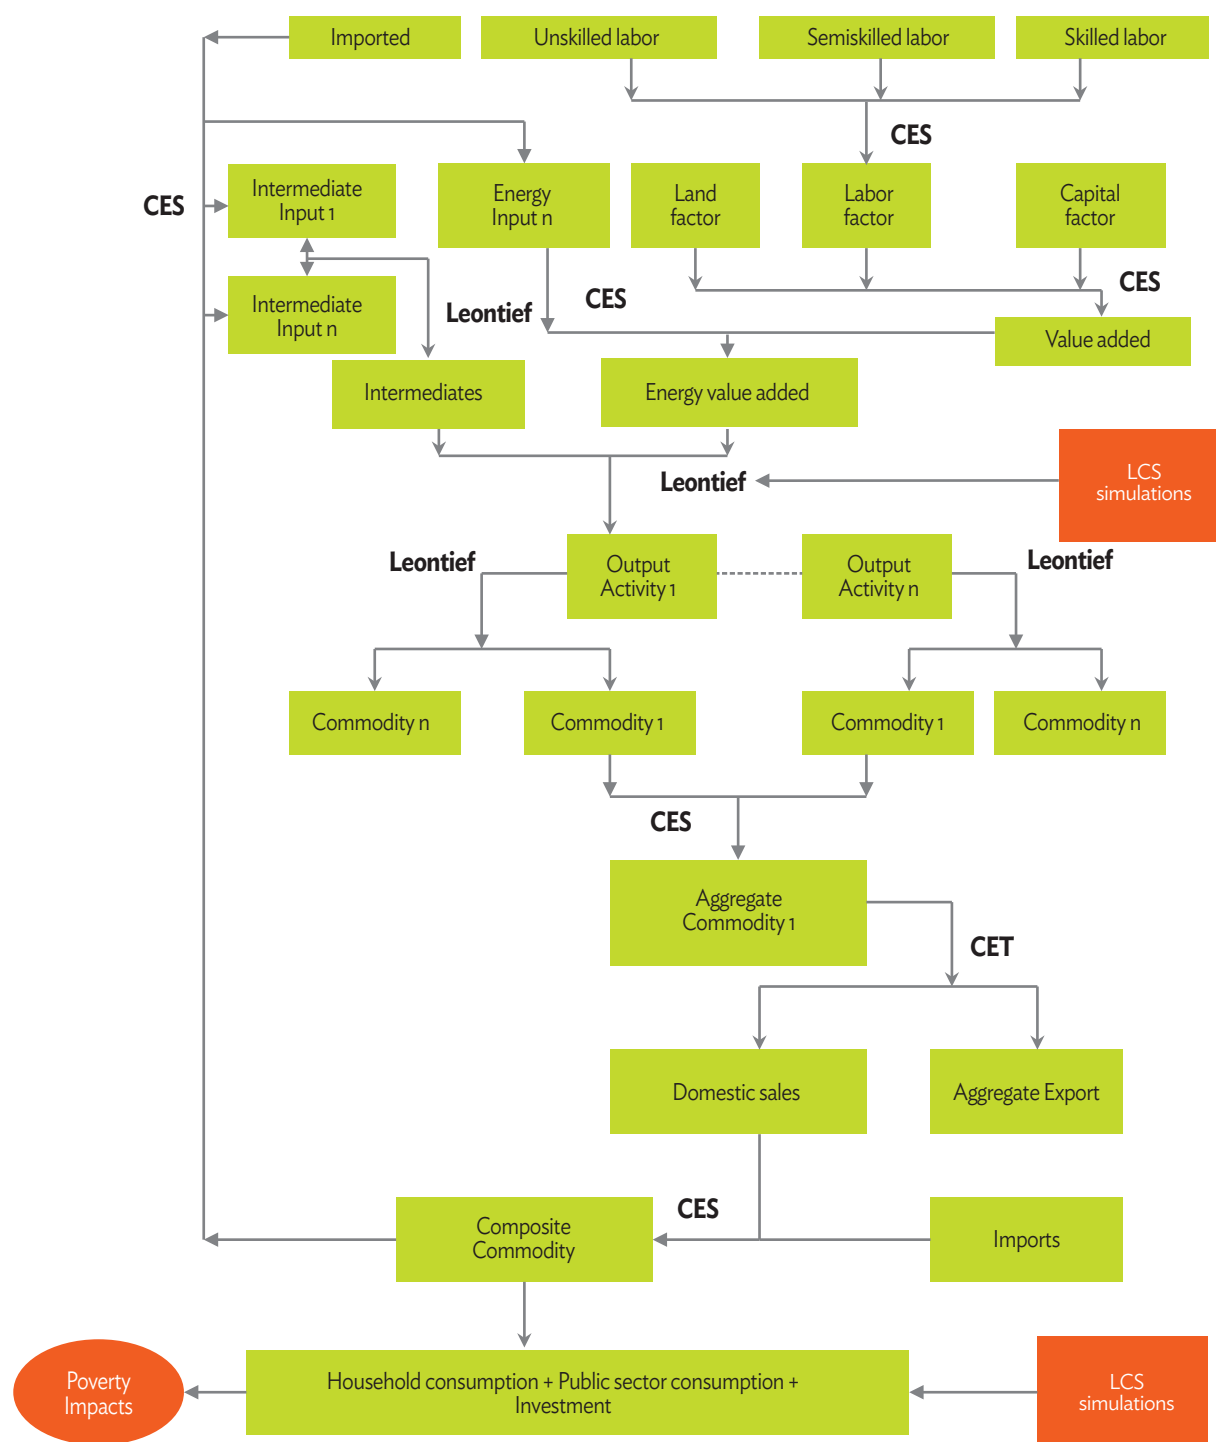 Imported
Unskilled labor
Semiskilled labor
Skilled labor
CES
CES
Intermediate
Input 1
Energy
Input n
Land
factor
Labor
factor
Capital
factor
Intermediate
Input n
Leontief
CES
CES
Value added
Intermediates
Energy value added
Leontief
LCS
simulations
Leontief
Output
Activity 1
Output
Activity n
Leontief
Commodity n
Commodity 1
Commodity 1
Commodity n
CES
Aggregate
Commodity 1
CET
Domestic sales
Aggregate Export
CES
Composite
Commodity
Imports
Poverty
Impacts
Household consumption + Public sector consumption +
Investment
LCS
simulations